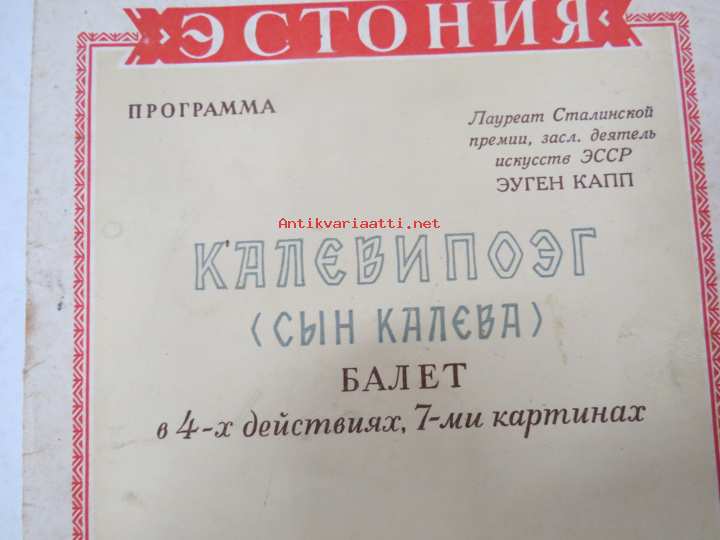 ЭСТОНИЯ
ПРОГРАММА
Лауреат Сталинской
премии, засл. деятель
искусств ЭССР
ЭУГЕН КАПП
Antikvariaatti.net
КАЛЕВИПОЭГ
(СЫН КАЛЕВА)
БАЛЕТ
в 4-х действиях, 7-ми картинах